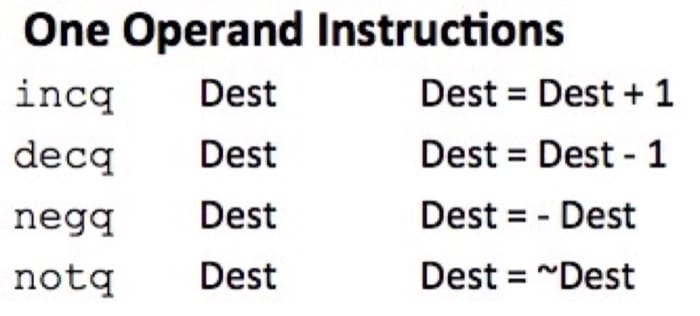 One Operand Instructions
incq Dest Dest = Dest + 1
decq Dest Dest = Dest - 1
negq Dest Dest = - Dest
notq Dest Dest = ~Dest